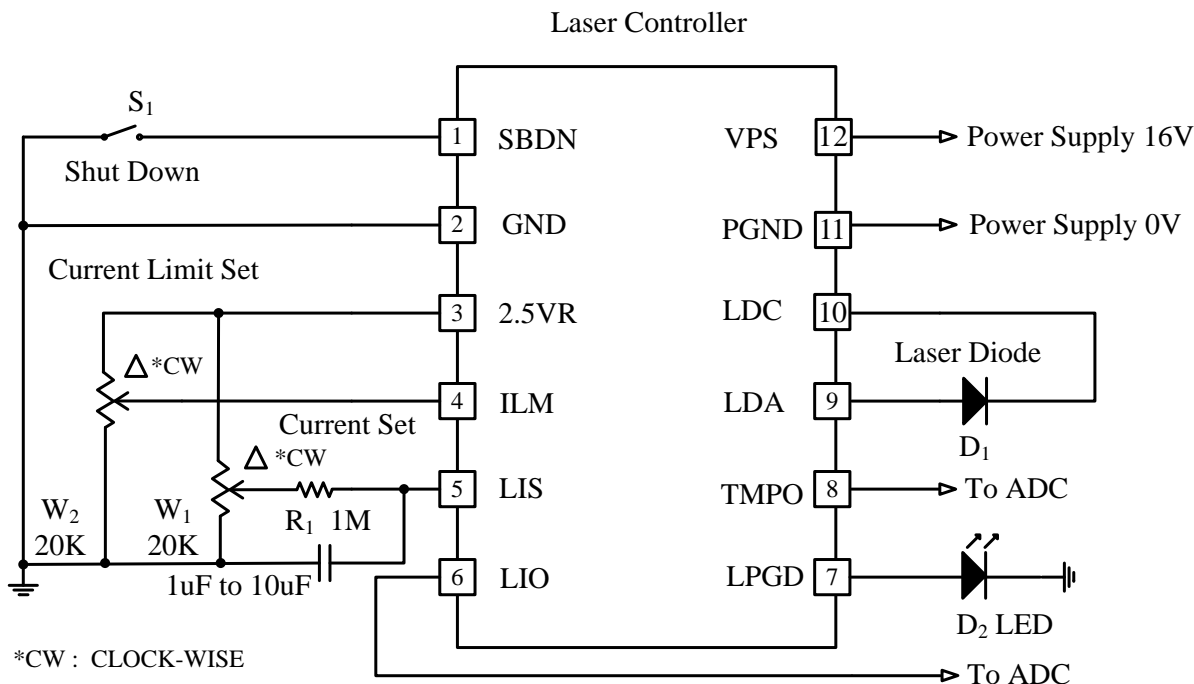 Laser Controller
S1
Shut Down
1 SBDN
VPS 12
Power Supply 16V
2 GND
PGND 11
Power Supply 0V
Current Limit Set
3 2.5VR
LDC 10
Laser Diode
△ *CW
4 ILM
LDA 9
D1
Current Set
△ *CW
5 LIS
TMPO 8
To ADC
W2
20K
W1
20K
R1 1M
1uF to 10uF
6 LIO
LPGD 7
D2 LED
*CW : CLOCK-WISE
To ADC